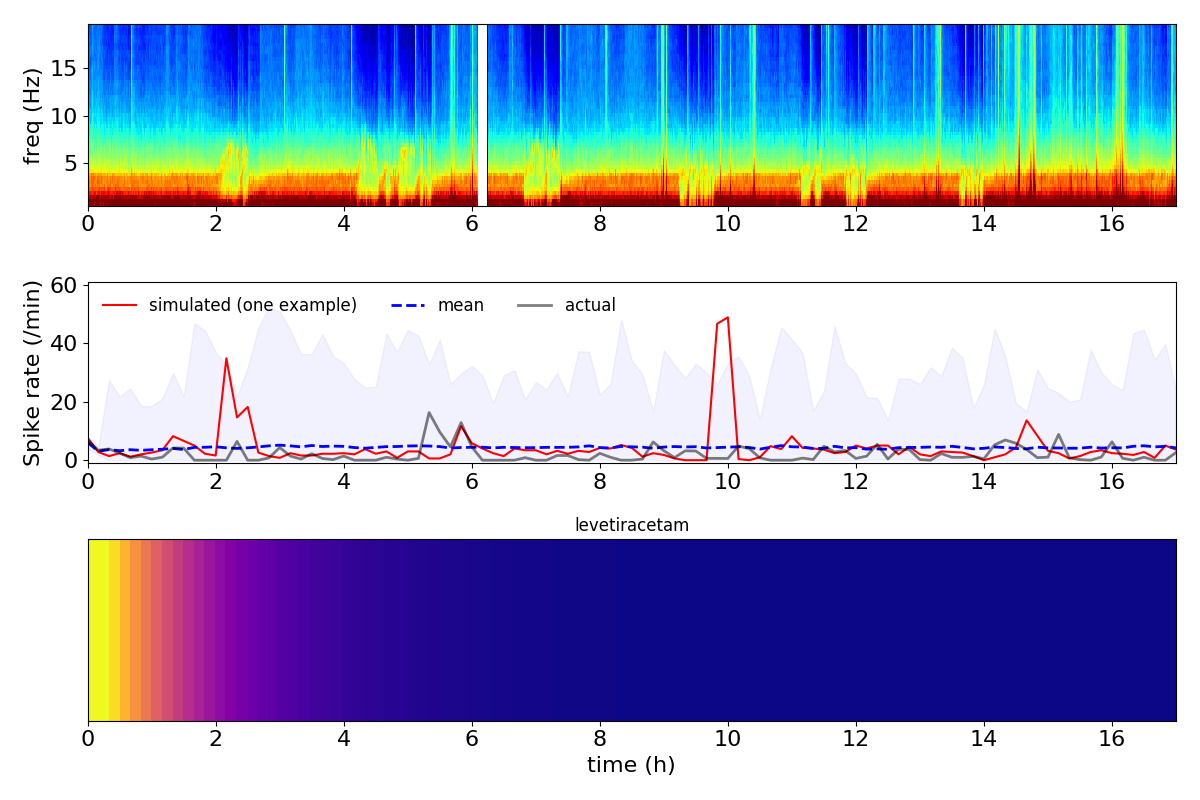 freq (Hz)
15
10
5
0 2 4 6 8 10 12 14 16
Spike rate (/min)
60
40
20
0
simulated (one example) mean actual
0 2 4 6 8 10 12 14 16
levetiracetam
0 2 4 6 8 10 12 14 16
time (h)